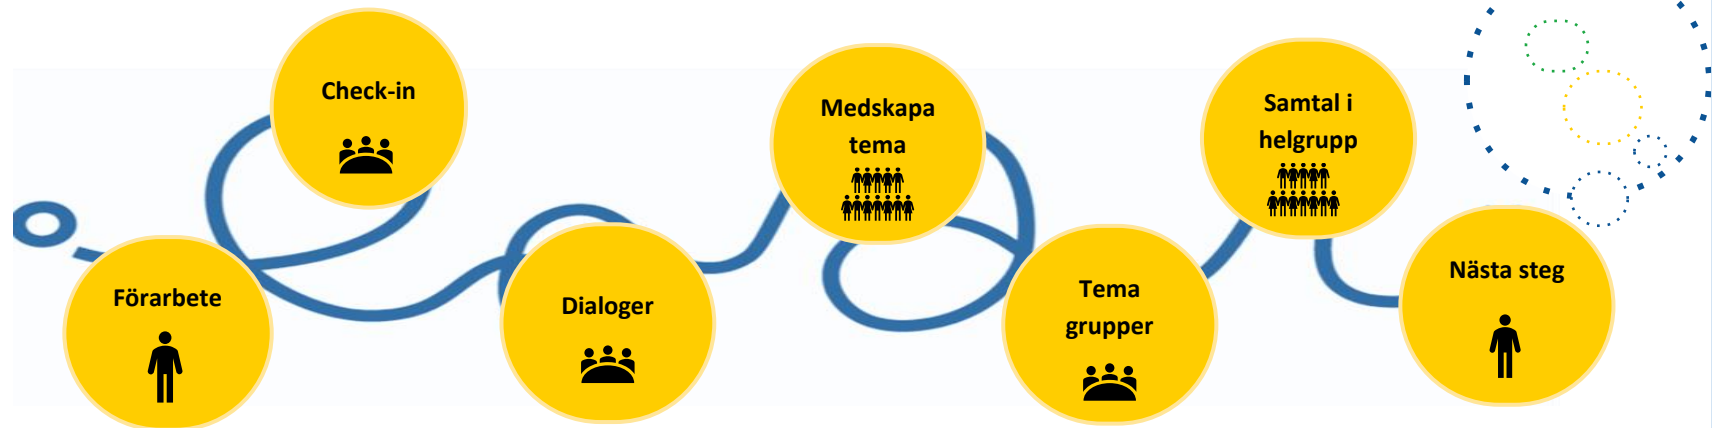 Förarbete
Check-in
Dialoger
Medskapa
tema
Tema
grupper
Samtal i
helgrupp
Nästa steg